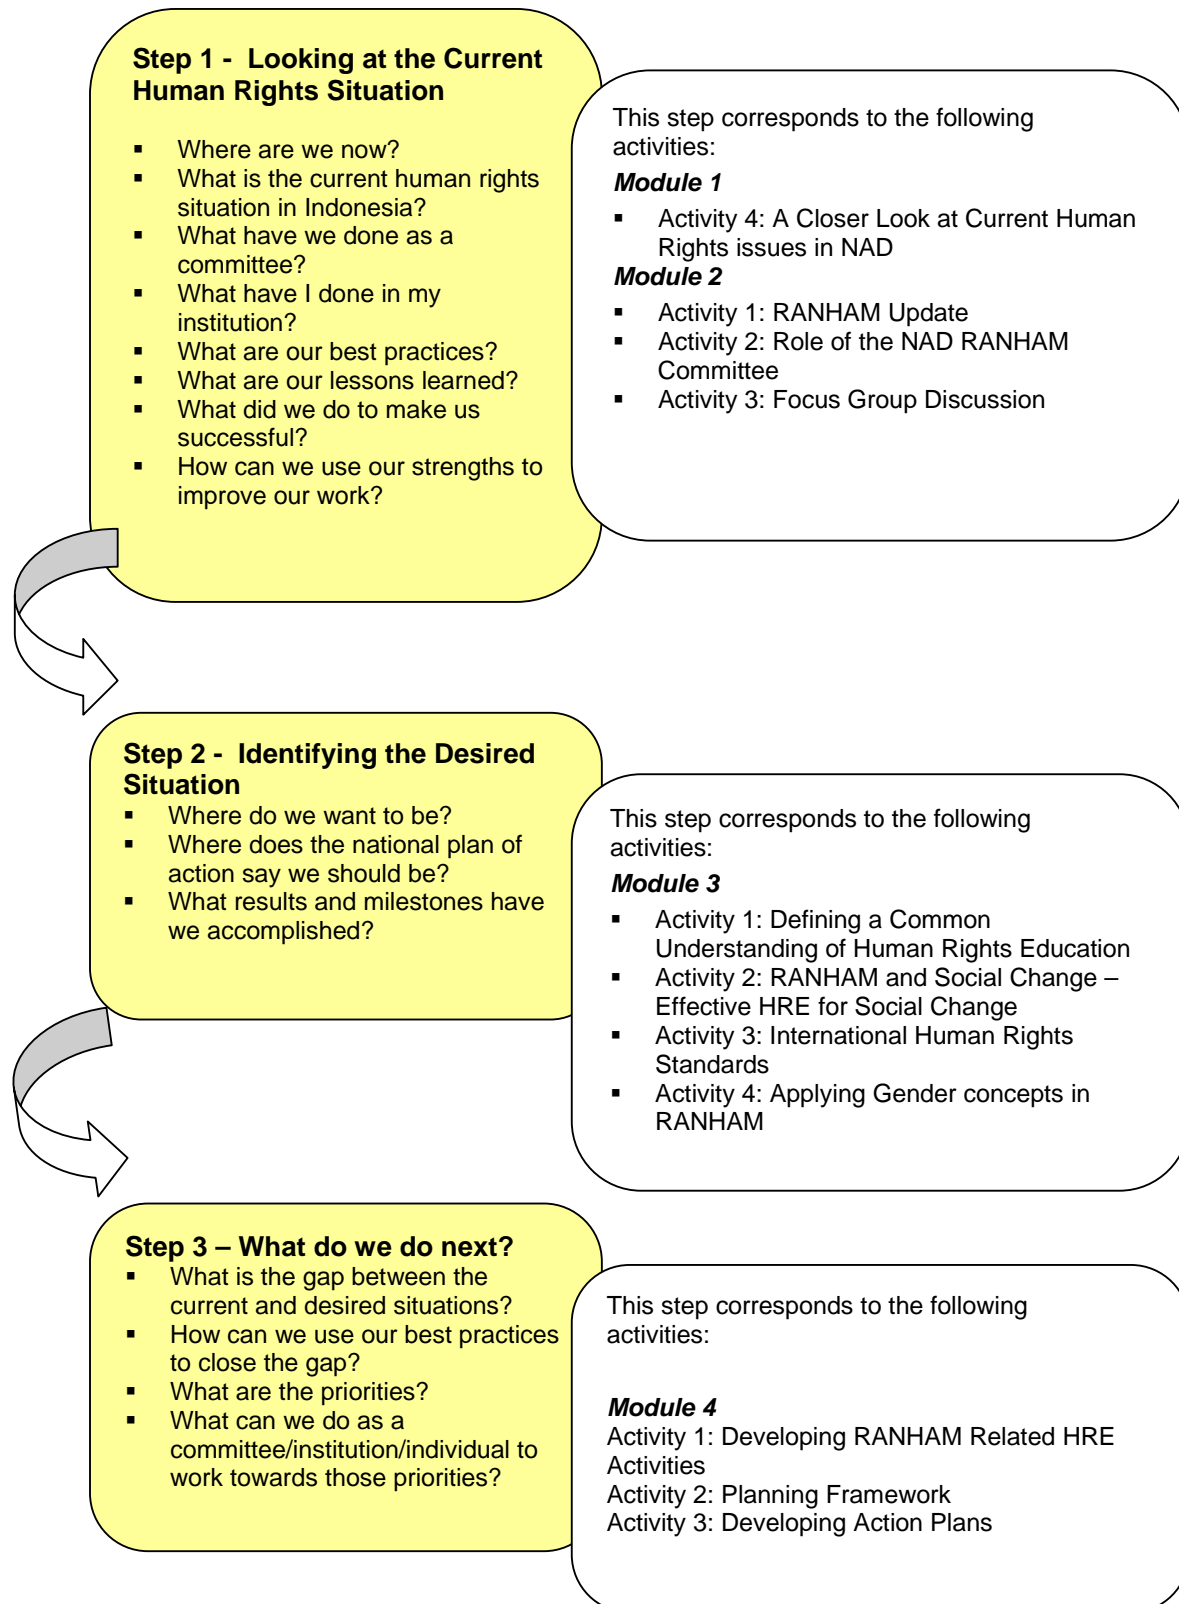 Step 1 -  Looking at the Current
Human Rights Situation
▪ Where are we now?
▪ What is the current human rights
situation in Indonesia?
▪ What have we done as a
committee?
▪ What have I done in my
institution?
▪ What are our best practices?
▪ What are our lessons learned?
▪ What did we do to make us
successful?
▪ How can we use our strengths to
improve our work?
This step corresponds to the following
activities:
Module 1
▪ Activity 4: A Closer Look at Current Human
Rights issues in NAD
Module 2
▪ Activity 1: RANHAM Update
▪ Activity 2: Role of the NAD RANHAM
Committee
▪ Activity 3: Focus Group Discussion
Step 2 -  Identifying the Desired
Situation
▪ Where do we want to be?
▪ Where does the national plan of
action say we should be?
▪ What results and milestones have
we accomplished?
This step corresponds to the following
activities:
Module 3
▪ Activity 1: Defining a Common
Understanding of Human Rights Education
▪ Activity 2: RANHAM and Social Change –
Effective HRE for Social Change
▪ Activity 3: International Human Rights
Standards
▪ Activity 4: Applying Gender concepts in
RANHAM
Step 3 – What do we do next?
▪ What is the gap between the
current and desired situations?
▪ How can we use our best practices
to close the gap?
▪ What are the priorities?
▪ What can we do as a
committee/institution/individual to
work towards those priorities?
This step corresponds to the following
activities:
Module 4
Activity 1: Developing RANHAM Related HRE
Activities
Activity 2: Planning Framework
Activity 3: Developing Action Plans